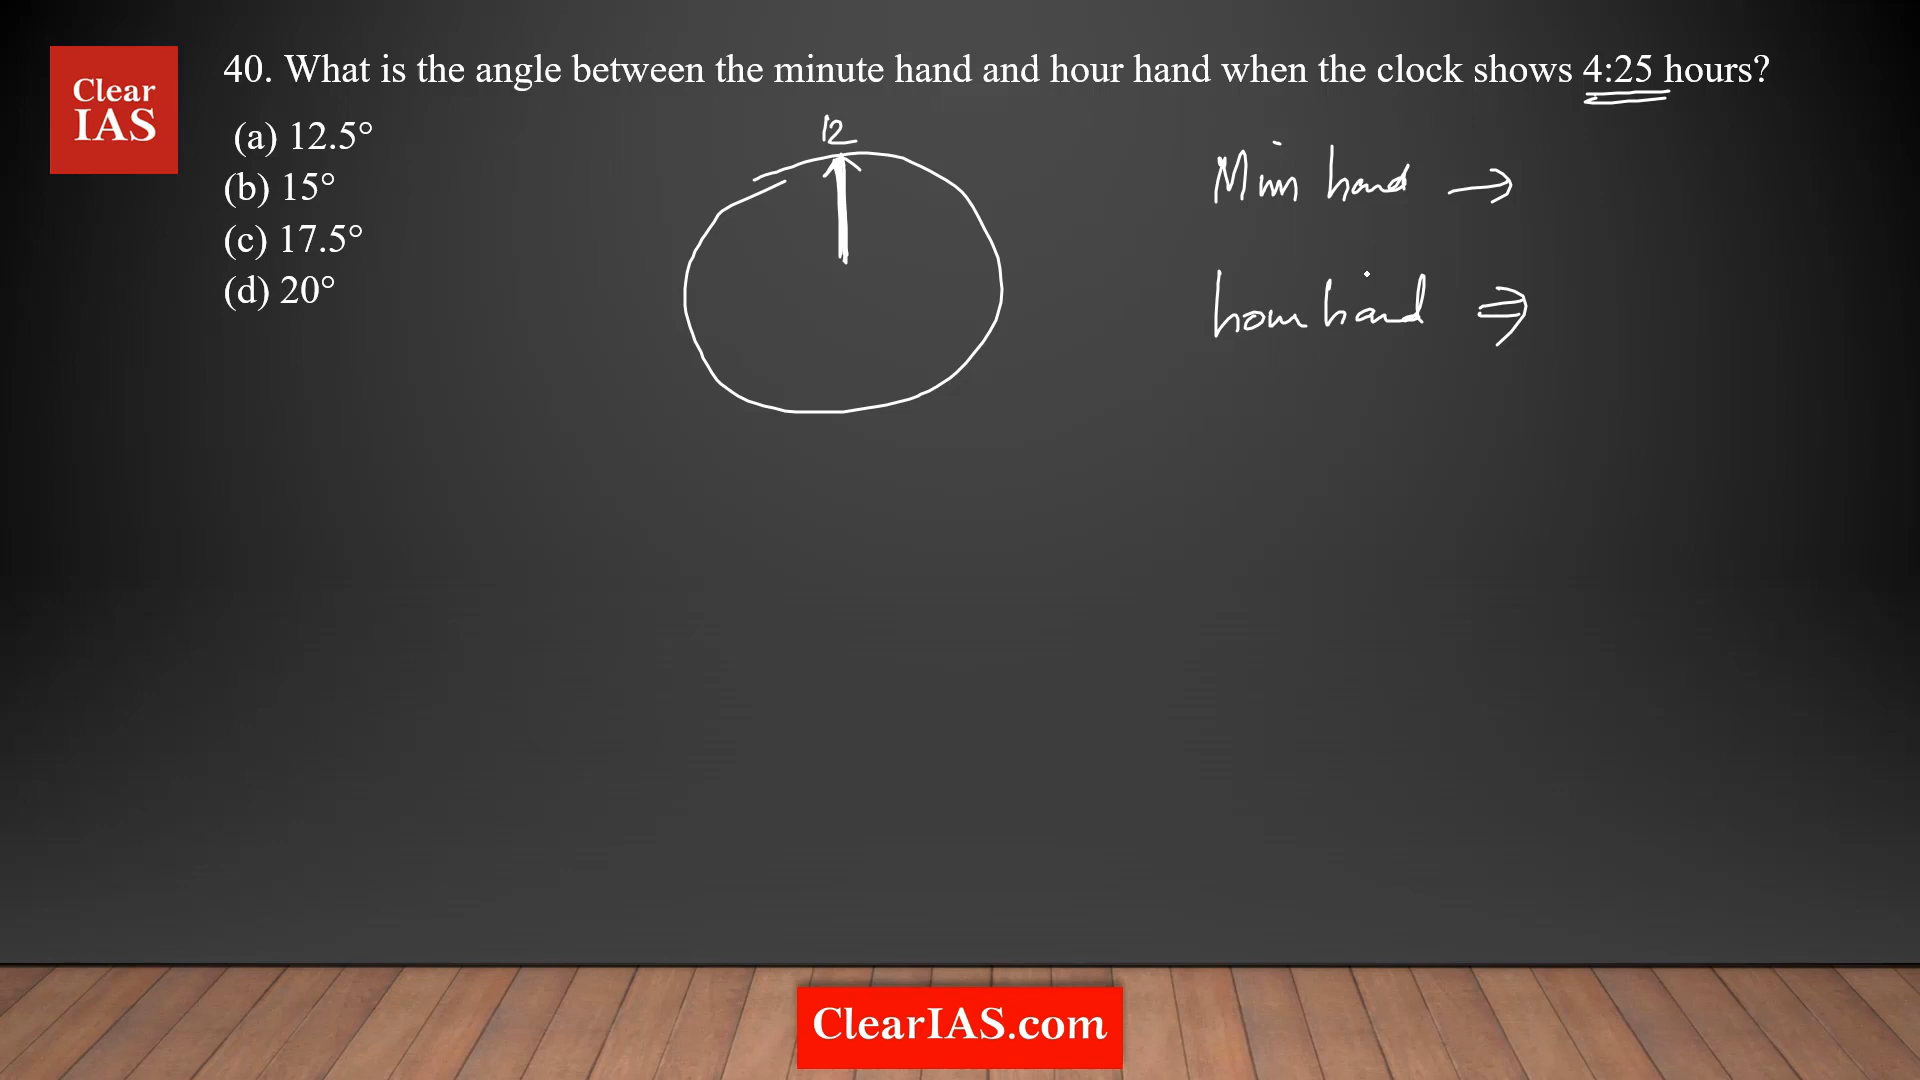 Clear
IAS
40. What is the angle between the minute hand and hour hand when the clock shows 4:25 hours?
(a) 12.5°
(b) 15°
(c) 17.5°
(d) 20°
12
Min hand →
hour hand ⇒
ClearIAS.com